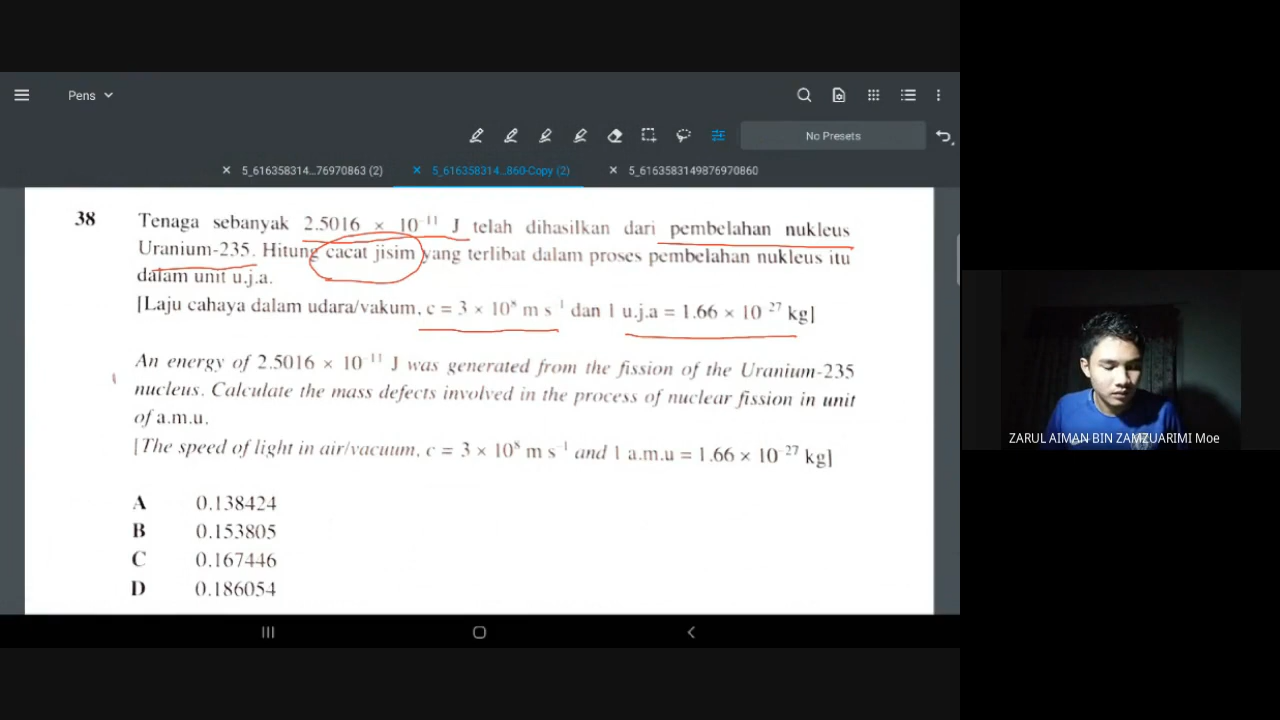 Pens
No Presets
5_616358314...76970863 (2)
5_616358314...860-Copy (2)
5_6163583149876970860
38 Tenaga sebanyak 2.5016 × 10⁻¹¹ J telah dihasilkan dari pembelahan nukleus
Uranium-235. Hitung cacat jisim yang terlibat dalam proses pembelahan nukleus itu
dalam unit u.j.a.
[Laju cahaya dalam udara/vakum, c = 3 × 10⁸ m s⁻¹ dan 1 u.j.a = 1.66 × 10⁻²⁷ kg]
An energy of 2.5016 × 10⁻¹¹ J was generated from the fission of the Uranium-235
nucleus. Calculate the mass defects involved in the process of nuclear fission in unit
of a.m.u.
[The speed of light in air/vacuum, c = 3 × 10⁸ m s⁻¹ and 1 a.m.u = 1.66 × 10⁻²⁷ kg]
A 0.138424
B 0.153805
C 0.167446
D 0.186054
ZARUL AIMAN BIN ZAMZUARIMI Moe